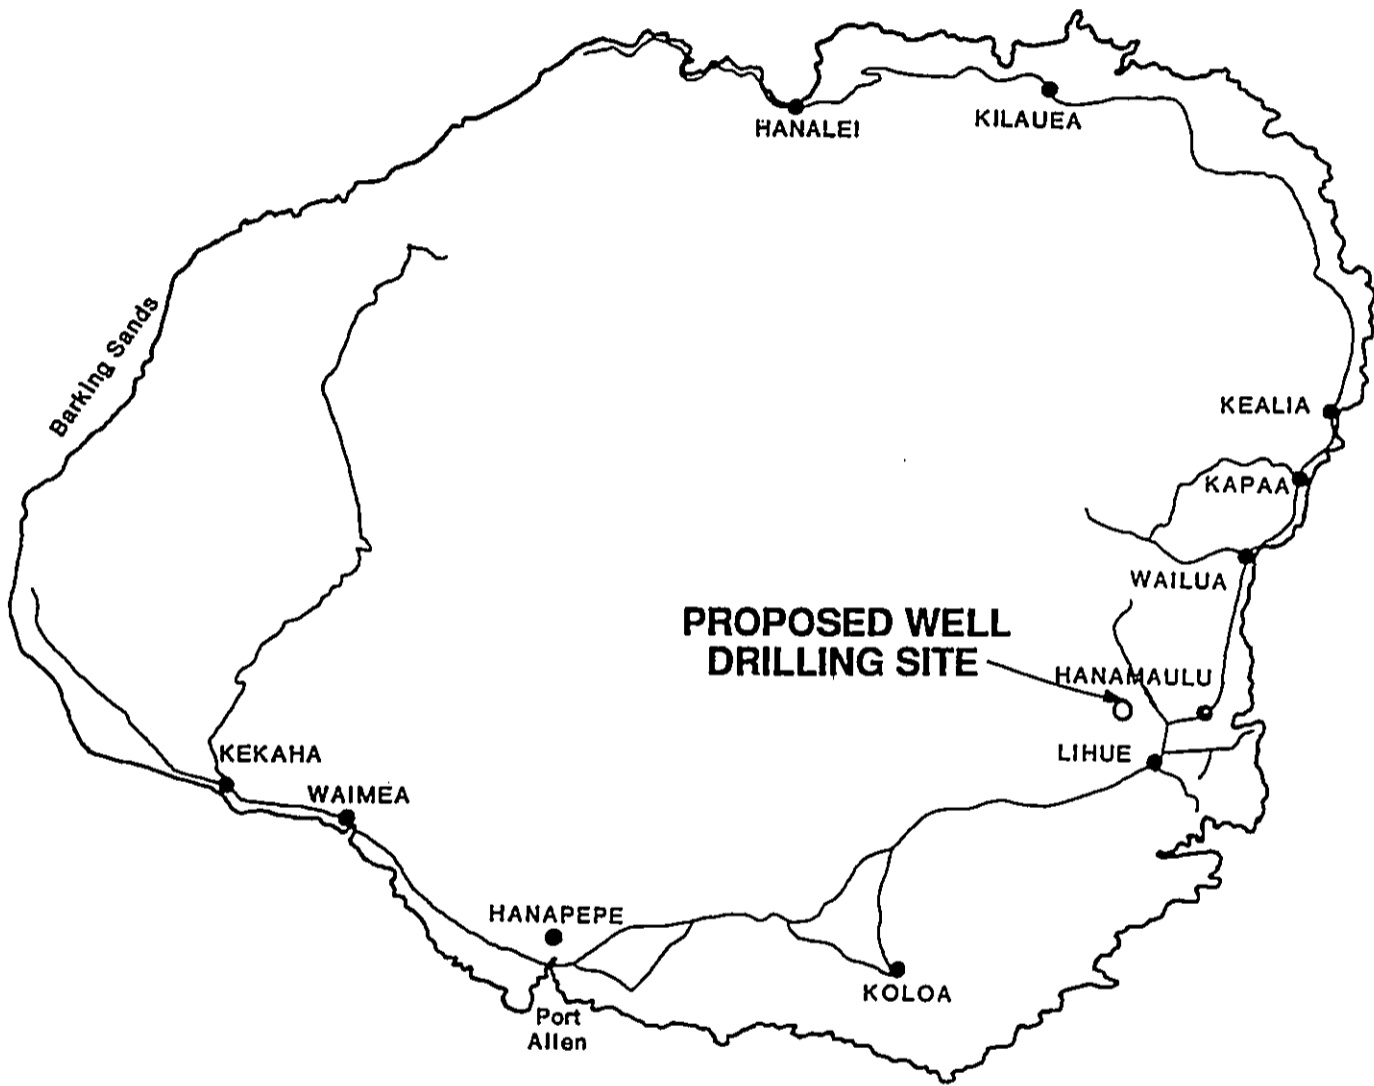 HANALEI
KILAUEA
Barking Sands
KEALIA
KAPAA
WAILUA
PROPOSED WELL
DRILLING SITE
HANAMAULU
LIHUE
KEKAHA
WAIMEA
HANAPEPE
KOLOA
Port
Allen